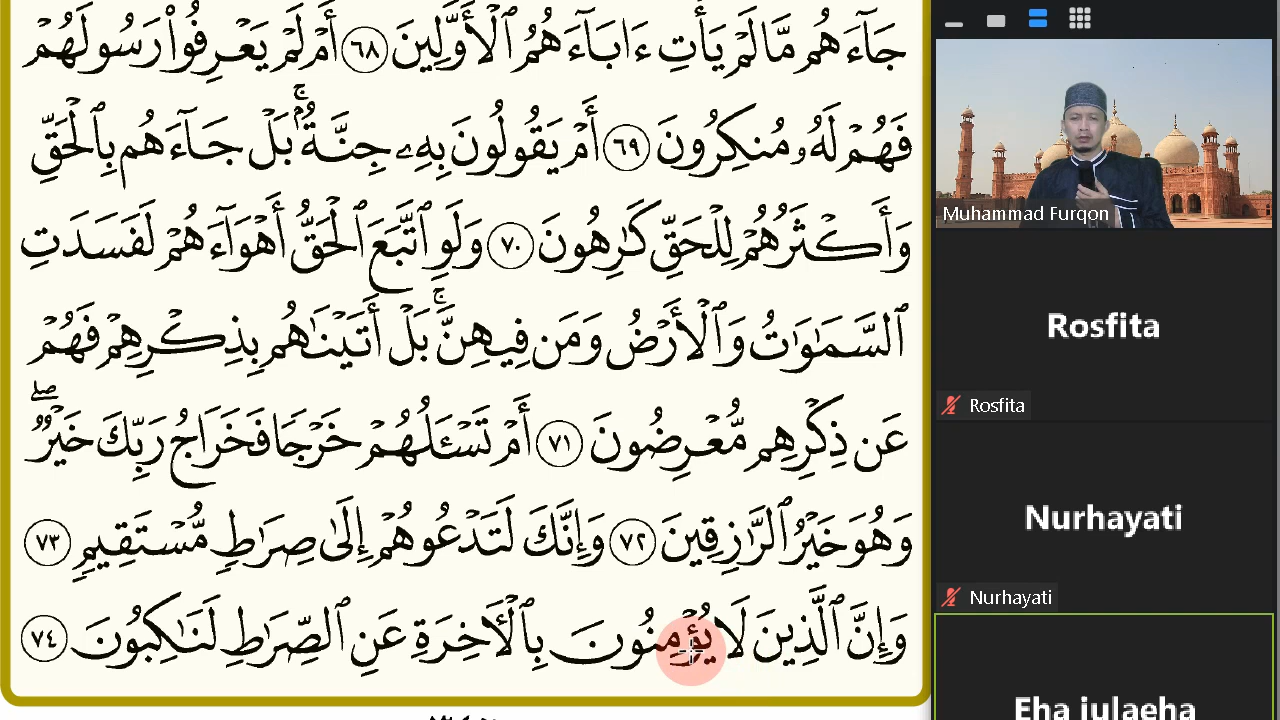 جَآءَهُم مَّا لَمْ يَأْتِ ءَابَآءَهُمُ ٱلْأَوَّلِينَ ٦٨ أَمْ لَمْ يَعْرِفُوا۟ رَسُولَهُمْ
فَهُمْ لَهُۥ مُنكِرُونَ ٦٩ أَمْ يَقُولُونَ بِهِۦ جِنَّةٌۢ ۚ بَلْ جَآءَهُم بِٱلْحَقِّ
وَأَكْثَرُهُمْ لِلْحَقِّ كَٰرِهُونَ ٧٠ وَلَوِ ٱتَّبَعَ ٱلْحَقُّ أَهْوَآءَهُمْ لَفَسَدَتِ
ٱلسَّمَٰوَٰتُ وَٱلْأَرْضُ وَمَن فِيهِنَّ ۚ بَلْ أَتَيْنَٰهُم بِذِكْرِهِمْ فَهُمْ
عَن ذِكْرِهِم مُّعْرِضُونَ ٧١ أَمْ تَسْـَٔلُهُمْ خَرْجًا فَخَرَاجُ رَبِّكَ خَيْرٌ ۖ
وَهُوَ خَيْرُ ٱلرَّٰزِقِينَ ٧٢ وَإِنَّكَ لَتَدْعُوهُمْ إِلَىٰ صِرَٰطٍ مُّسْتَقِيمٍ ٧٣
وَإِنَّ ٱلَّذِينَ لَا يُؤْمِنُونَ بِٱلْءَاخِرَةِ عَنِ ٱلصِّرَٰطِ لَنَٰكِبُونَ ٧٤
Muhammad Furqon
Rosfita
Rosfita
Nurhayati
Nurhayati
Eha julaeha